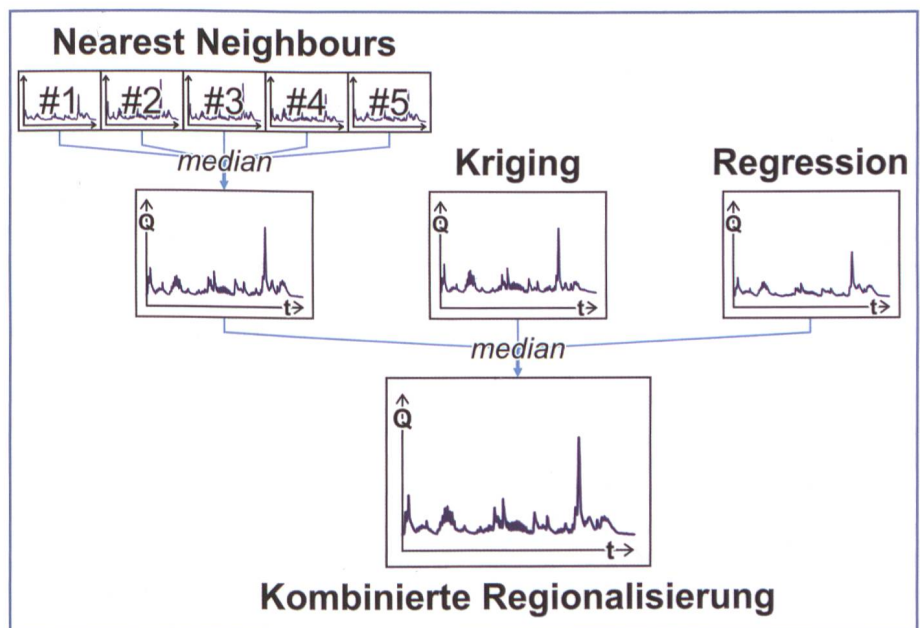 Nearest Neighbours
#1 #2 #3 #4 #5
median
Kriging
Regression
Q
t
Q
t
Q
t
median
Q
t
Kombinierte Regionalisierung